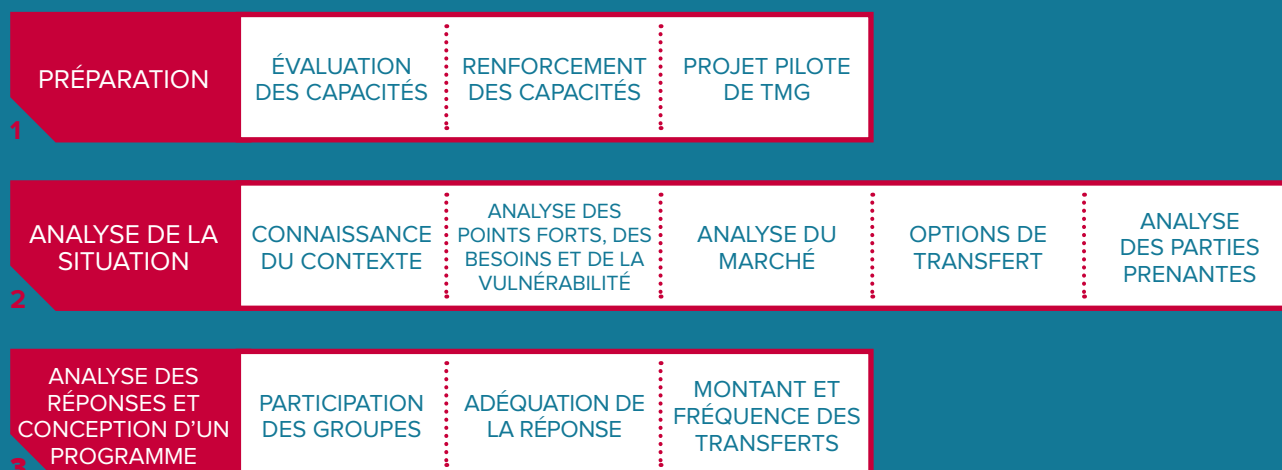 PRÉPARATION
1
ÉVALUATION
DES CAPACITÉS
RENFORCEMENT
DES CAPACITÉS
PROJET PILOTE
DE TMG
ANALYSE DE LA
SITUATION
2
CONNAISSANCE
DU CONTEXTE
ANALYSE DES
POINTS FORTS, DES
BESOINS ET DE LA
VULNÉRABILITÉ
ANALYSE DU
MARCHÉ
OPTIONS DE
TRANSFERT
ANALYSE
DES PARTIES
PRENANTES
ANALYSE DES
RÉPONSES ET
CONCEPTION D'UN
PROGRAMME
3
PARTICIPATION
DES GROUPES
ADÉQUATION DE
LA RÉPONSE
MONTANT ET
FRÉQUENCE DES
TRANSFERTS